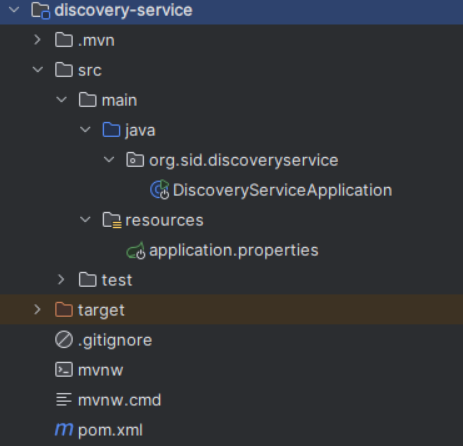 discovery-service
.mvn
src
main
java
org.sid.discoveryservice
DiscoveryServiceApplication
resources
application.properties
test
target
.gitignore
mvnw
mvnw.cmd
pom.xml